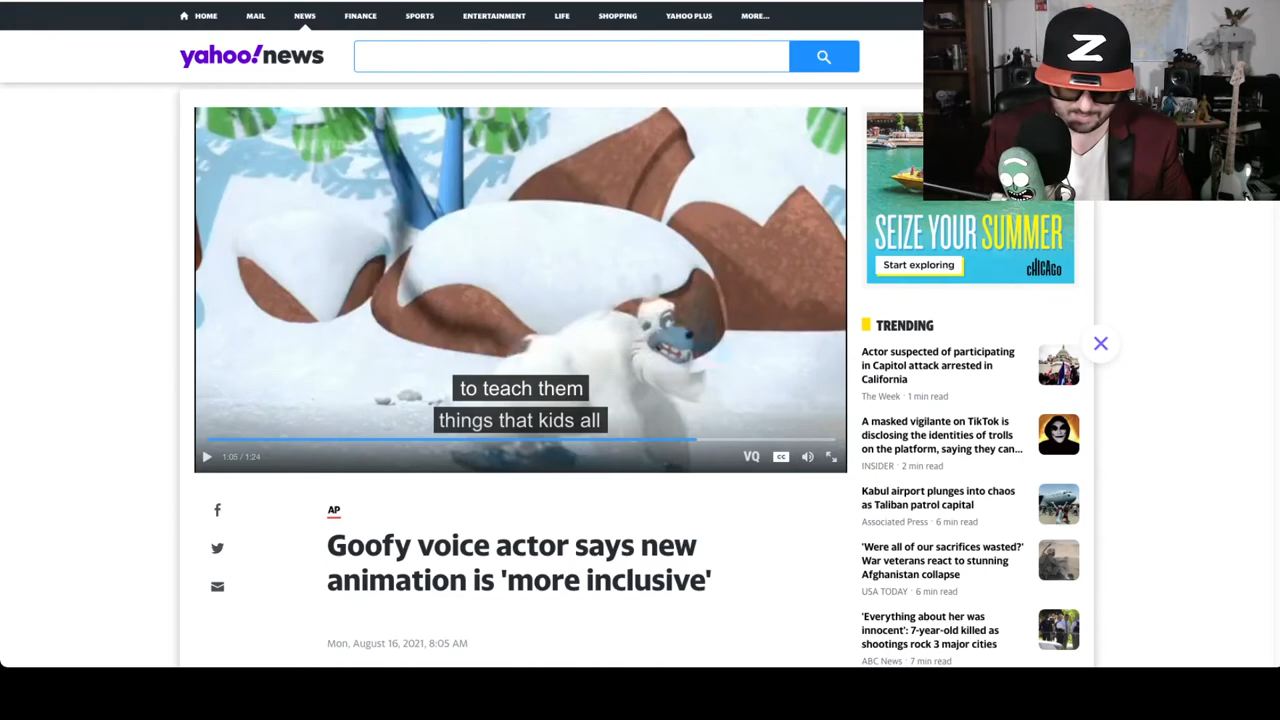 HOME MAIL NEWS FINANCE SPORTS ENTERTAINMENT LIFE SHOPPING YAHOO PLUS MORE...
yahoo!news
Z
to teach them
things that kids all
1:05 / 1:24
VQ CC
AP
Goofy voice actor says new
animation is 'more inclusive'
Mon, August 16, 2021, 8:05 AM
SEIZE YOUR SUMMER
Start exploring
CHICAGO
TRENDING
Actor suspected of participating
in Capitol attack arrested in
California
The Week · 1 min read
A masked vigilante on TikTok is
disclosing the identities of trolls
on the platform, saying they can...
INSIDER · 2 min read
Kabul airport plunges into chaos
as Taliban patrol capital
Associated Press · 6 min read
'Were all of our sacrifices wasted?'
War veterans react to stunning
Afghanistan collapse
USA TODAY · 6 min read
'Everything about her was
innocent': 7-year-old killed as
shootings rock 3 major cities
ABC News · 7 min read